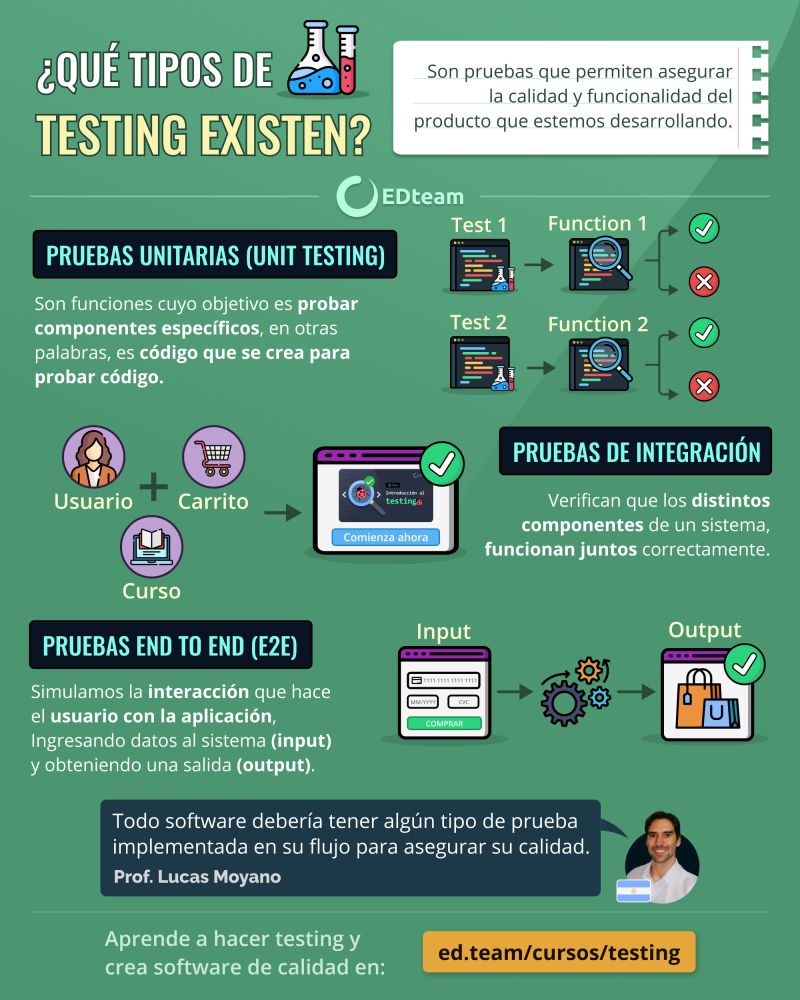 ¿QUÉ TIPOS DE
TESTING EXISTEN?
Son pruebas que permiten asegurar
la calidad y funcionalidad del
producto que estemos desarrollando.
EDteam
PRUEBAS UNITARIAS (UNIT TESTING)
Son funciones cuyo objetivo es probar
componentes específicos, en otras
palabras, es código que se crea para
probar código.
Test 1
Function 1
Test 2
Function 2
Usuario
Carrito
Curso
Introducción al
testing
Comienza ahora
PRUEBAS DE INTEGRACIÓN
Verifican que los distintos
componentes de un sistema,
funcionan juntos correctamente.
PRUEBAS END TO END (E2E)
Simulamos la interacción que hace
el usuario con la aplicación,
Ingresando datos al sistema (input)
y obteniendo una salida (output).
Input
1111 1111 1111 1111
MM/YYYY
CVC
COMPRAR
Output
Todo software debería tener algún tipo de prueba
implementada en su flujo para asegurar su calidad.
Prof. Lucas Moyano
Aprende a hacer testing y
crea software de calidad en:
ed.team/cursos/testing